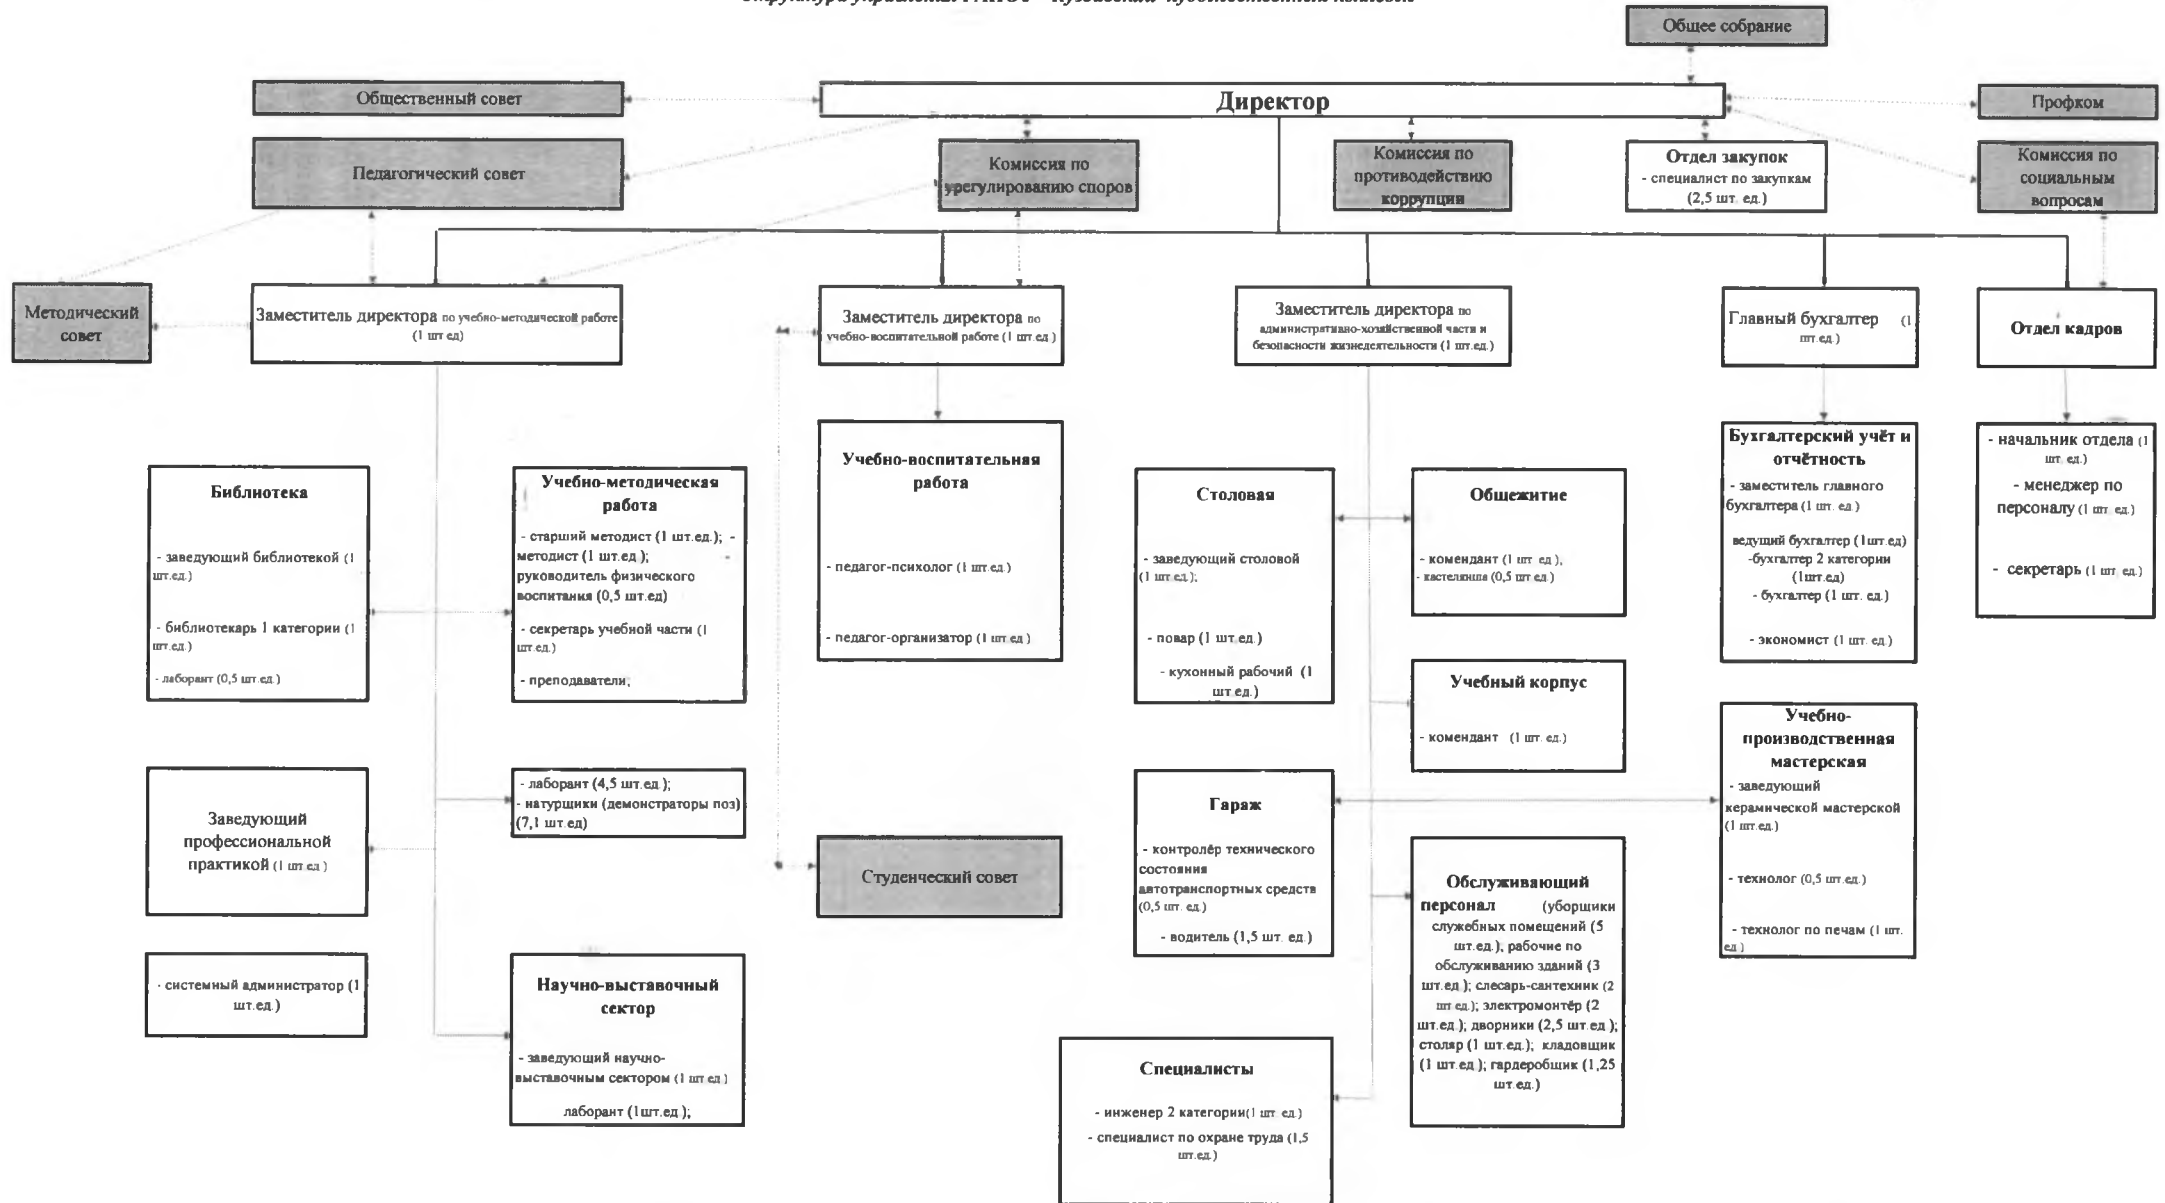 Общее собрание
Общественный совет
Директор
Профком
Педагогический совет
Комиссия по
урегулированию споров
Комиссия по
противодействию
коррупции
Отдел закупок
- специалист по закупкам
(2,5 шт. ед.)
Комиссия по
социальным
вопросам
Методический
совет
Заместитель директора по учебно-методической работе
(1 шт ед)
Заместитель директора по
учебно-воспитательной работе (1 шт.ед.)
Заместитель директора по
административно-хозяйственной части и
безопасности жизнедеятельности (1 шт.ед.)
Главный бухгалтер (1
шт.ед.)
Отдел кадров
Библиотека
- заведующий библиотекой (1
шт.ед.)
- библиотекарь 1 категории (1
шт.ед.)
- лаборант (0,5 шт.ед.)
Учебно-методическая
работа
- старший методист (1 шт.ед.); -
методист (1 шт.ед.); -
руководитель физического
воспитания (0,5 шт.ед)
- секретарь учебной части (1
шт.ед.)
- преподаватели;
Учебно-воспитательная
работа
- педагог-психолог (1 шт.ед.)
- педагог-организатор (1 шт.ед.)
Столовая
- заведующий столовой
(1 шт.ед.);
- повар (1 шт.ед.)
- кухонный рабочий (1
шт.ед.)
Общежитие
- комендант (1 шт. ед.),
- кастелянша (0,5 шт.ед.)
Бухгалтерский учёт и
отчётность
- заместитель главного
бухгалтера (1 шт. ед.)
ведущий бухгалтер (1шт.ед)
-бухгалтер 2 категории
(1шт.ед)
- бухгалтер (1 шт. ед.)
- экономист (1 шт. ед.)
- начальник отдела (1
шт. ед.)
- менеджер по
персоналу (1 шт. ед.)
- секретарь (1 шт. ед.)
Учебный корпус
- комендант (1 шт. ед.)
Учебно-
производственная
мастерская
- заведующий
керамической мастерской
(1 шт.ед.)
- технолог (0,5 шт.ед.)
- технолог по печам (1 шт.
ед.)
Заведующий
профессиональной
практикой (1 шт.ед.)
- лаборант (4,5 шт.ед.);
- натурщики (демонстраторы поз)
(7,1 шт.ед)
Студенческий совет
Гараж
- контролёр технического
состояния
автотранспортных средств
(0,5 шт. ед.)
- водитель (1,5 шт. ед.)
Обслуживающий
персонал (уборщики
служебных помещений (5
шт.ед.), рабочие по
обслуживанию зданий (3
шт.ед.); слесарь-сантехник (2
шт.ед.); электромонтёр (2
шт.ед.); дворники (2,5 шт.ед.);
столяр (1 шт.ед.); кладовщик
(1 шт.ед.); гардеробщик (1,25
шт.ед.)
- системный администратор (1
шт.ед.)
Научно-выставочный
сектор
- заведующий научно-
выставочным сектором (1 шт.ед.)
лаборант (1шт.ед.);
Специалисты
- инженер 2 категории(1 шт. ед.)
- специалист по охране труда (1,5
шт.ед.)